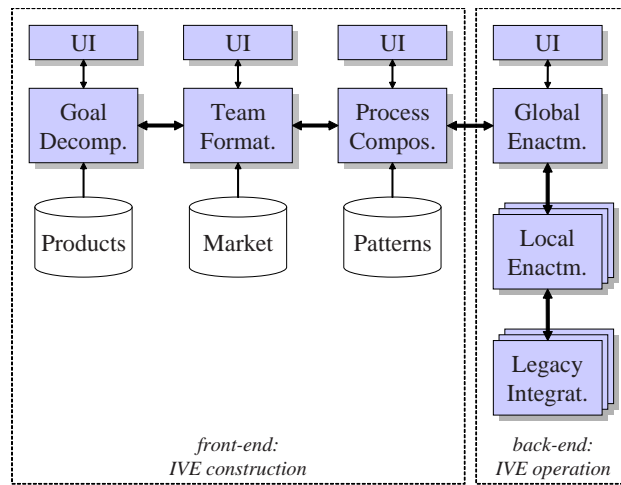 UI
UI
UI
UI
Goal
Decomp.
Team
Format.
Process
Compos.
Global
Enactm.
Products
Market
Patterns
Local
Enactm.
Legacy
Integrat.
front-end:
IVE construction
back-end:
IVE operation